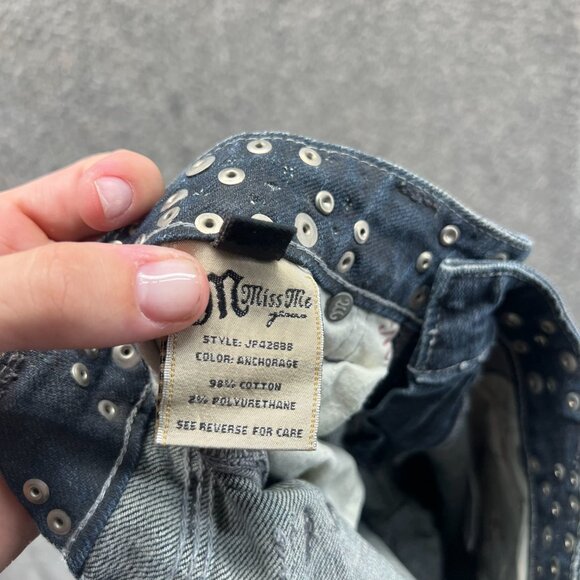 M Miss Me
jeans
STYLE: JP4288B
COLOR: ANCHORAGE
98% COTTON
2% POLYURETHANE
SEE REVERSE FOR CARE